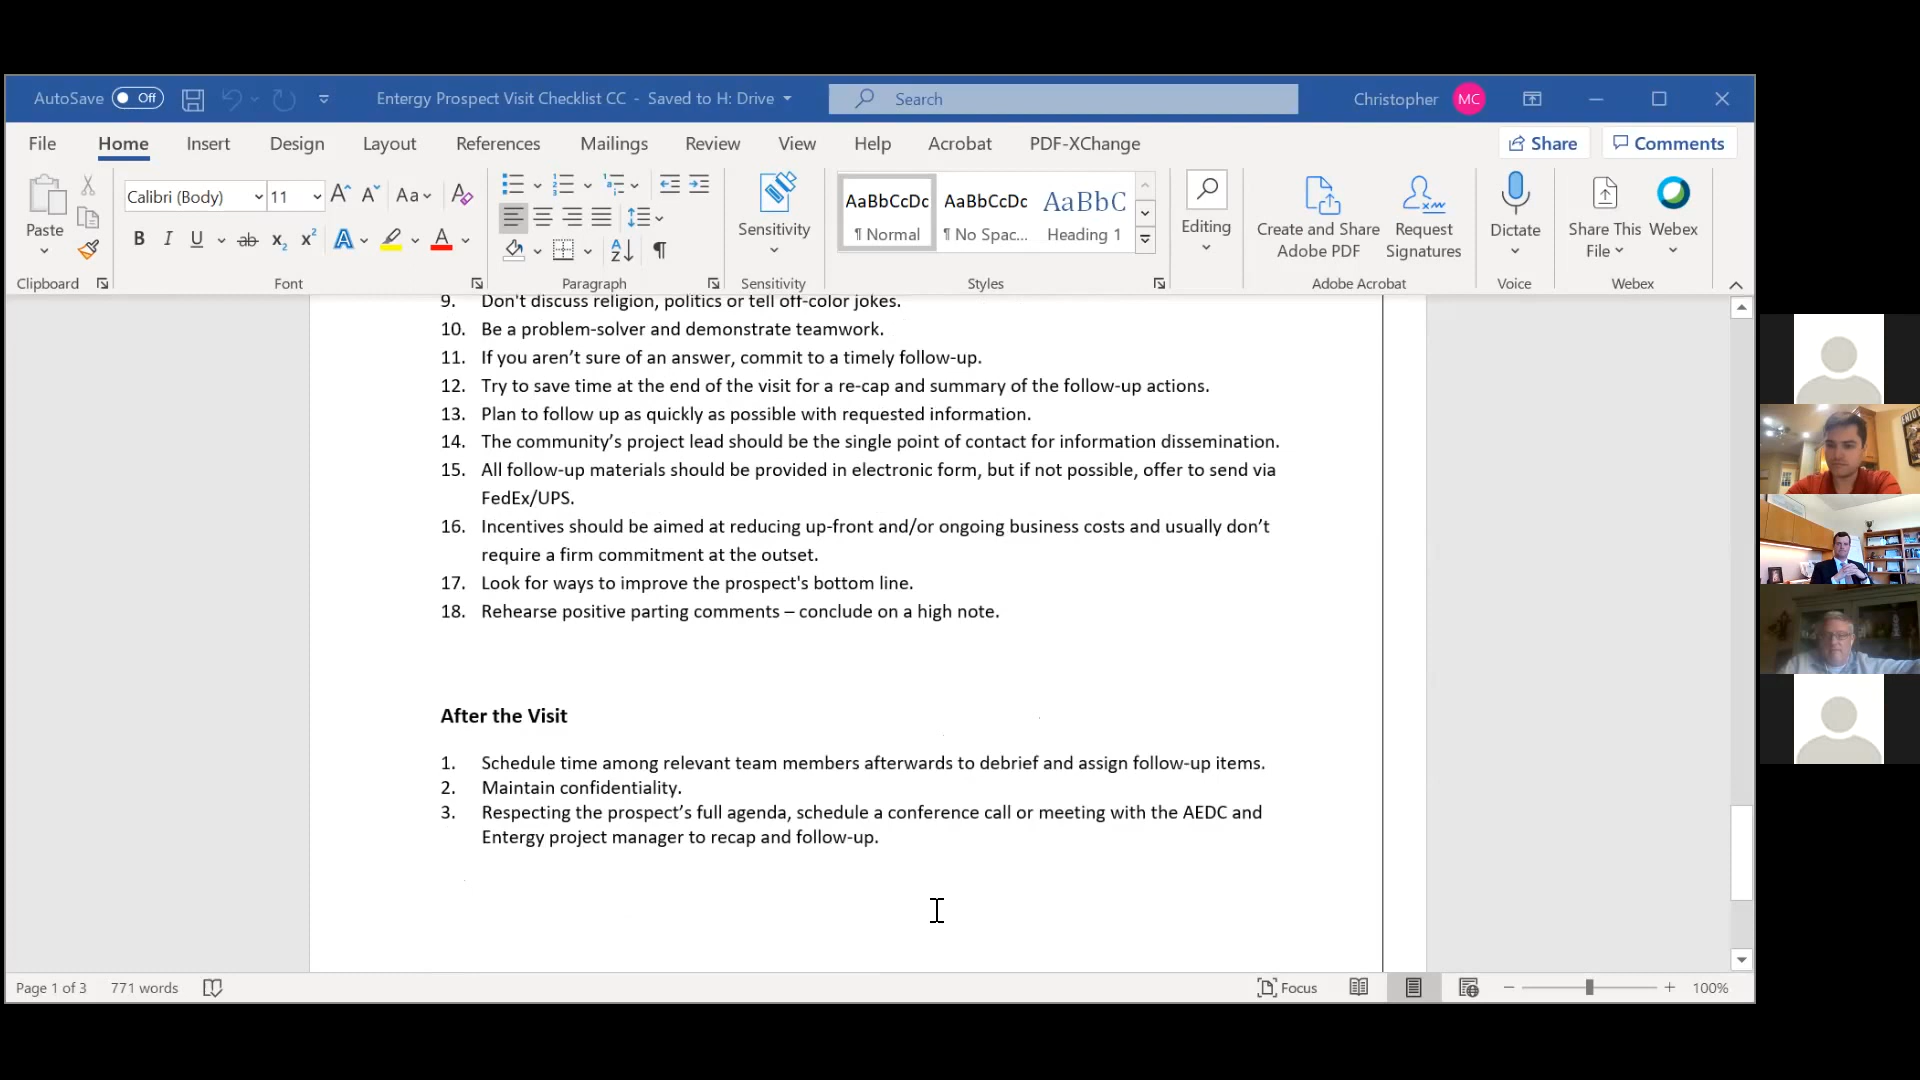 AutoSave Off Entergy Prospect Visit Checklist CC - Saved to H: Drive Search Christopher MC
File Home Insert Design Layout References Mailings Review View Help Acrobat PDF-XChange Share Comments
Paste
Clipboard
Calibri (Body) 11 Aa
B I U ab x₂ x² A A
Font
Paragraph
Sensitivity
Sensitivity
AaBbCcDc AaBbCcDc AaBbC
¶ Normal ¶ No Spac... Heading 1
Styles
Editing
Create and Share
Adobe PDF
Request
Signatures
Adobe Acrobat
Dictate
Voice
Share This
File
Webex
Webex
9. Don't discuss religion, politics or tell off-color jokes.
10. Be a problem-solver and demonstrate teamwork.
11. If you aren’t sure of an answer, commit to a timely follow-up.
12. Try to save time at the end of the visit for a re-cap and summary of the follow-up actions.
13. Plan to follow up as quickly as possible with requested information.
14. The community’s project lead should be the single point of contact for information dissemination.
15. All follow-up materials should be provided in electronic form, but if not possible, offer to send via
FedEx/UPS.
16. Incentives should be aimed at reducing up-front and/or ongoing business costs and usually don’t
require a firm commitment at the outset.
17. Look for ways to improve the prospect's bottom line.
18. Rehearse positive parting comments – conclude on a high note.
After the Visit
1. Schedule time among relevant team members afterwards to debrief and assign follow-up items.
2. Maintain confidentiality.
3. Respecting the prospect’s full agenda, schedule a conference call or meeting with the AEDC and
Entergy project manager to recap and follow-up.
Page 1 of 3 771 words Focus 100%